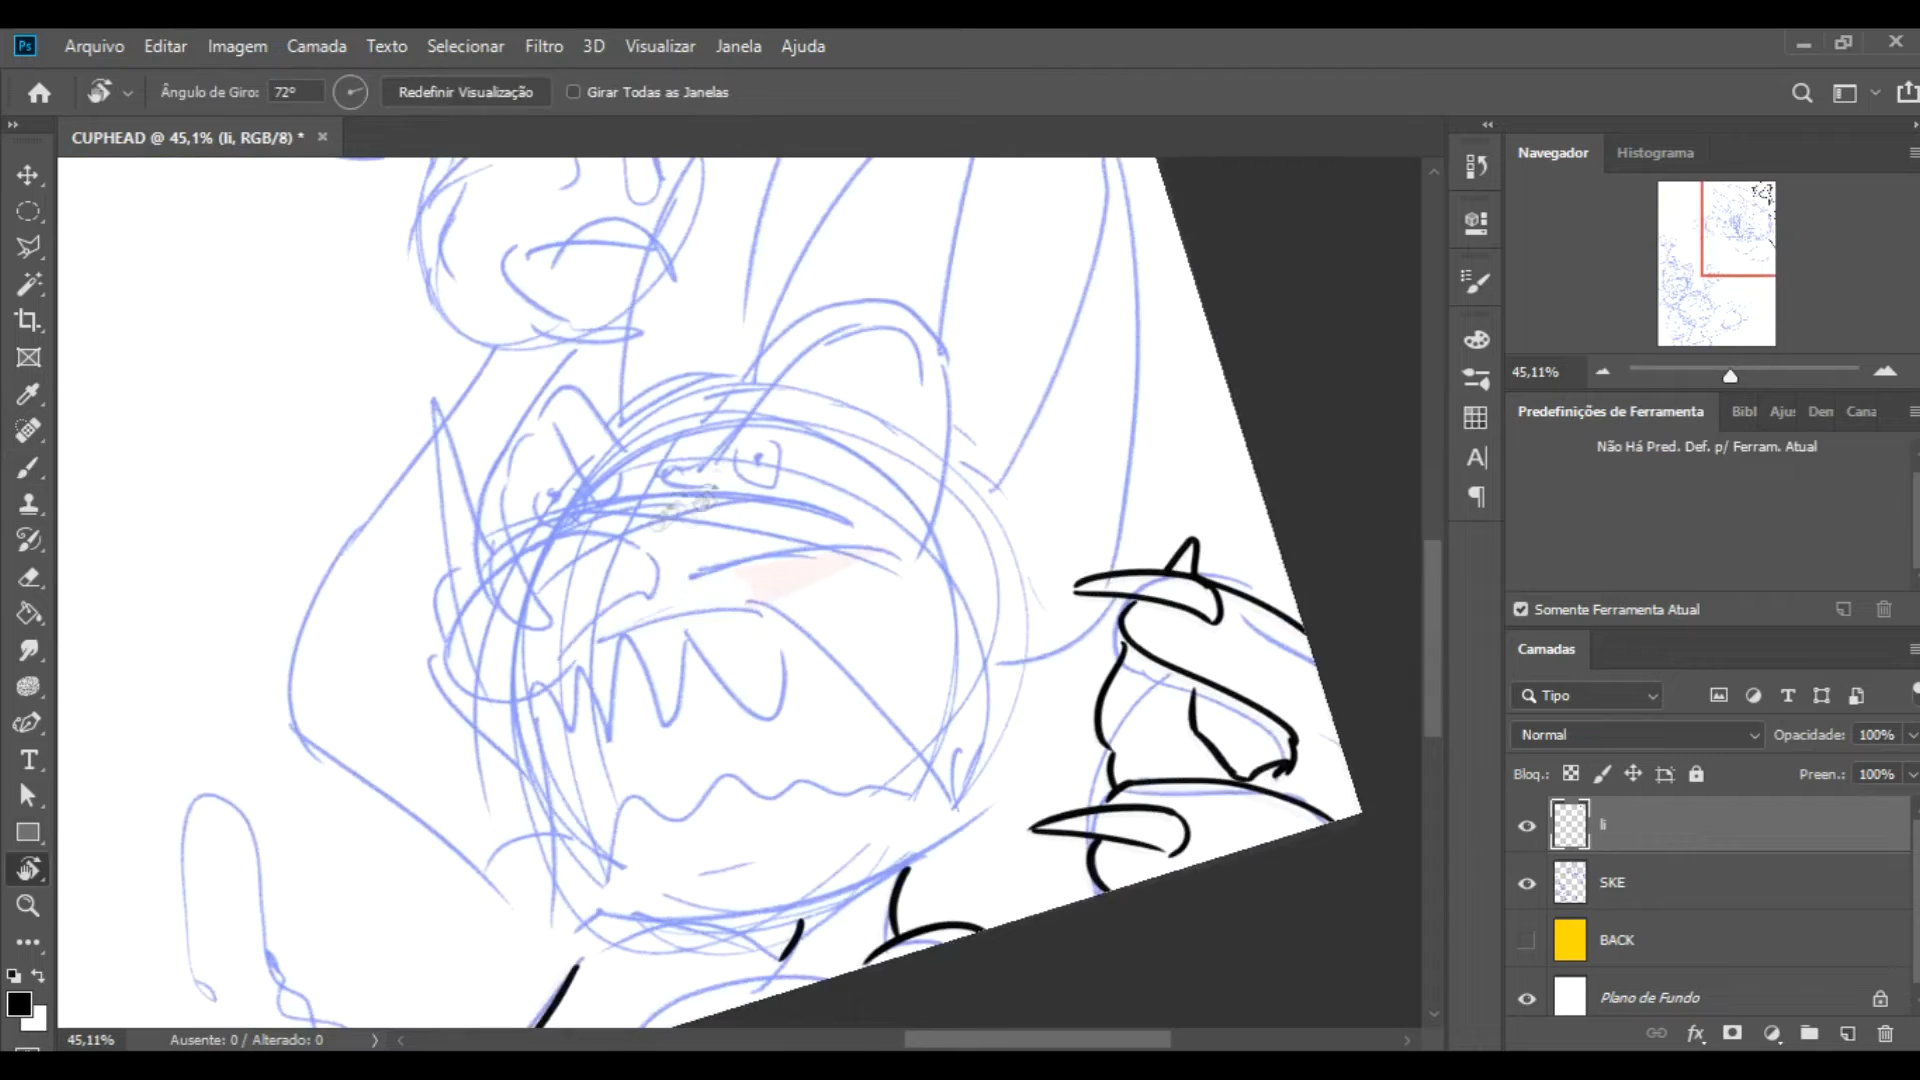 Ps Arquivo Editar Imagem Camada Texto Selecionar Filtro 3D Visualizar Janela Ajuda
Ângulo de Giro: 72º Redefinir Visualização Girar Todas as Janelas
CUPHEAD @ 45,1% (li, RGB/8) *
Navegador Histograma
45,11%
Predefinições de Ferramenta Bibl Aju: Den Cana
Não Há Pred. Def. p/ Ferram. Atual
Somente Ferramenta Atual
Camadas
Tipo
Normal Opacidade: 100%
Bloq.: Preen.: 100%
li
SKE
BACK
Plano de Fundo
45,11% Ausente: 0 / Alterado: 0